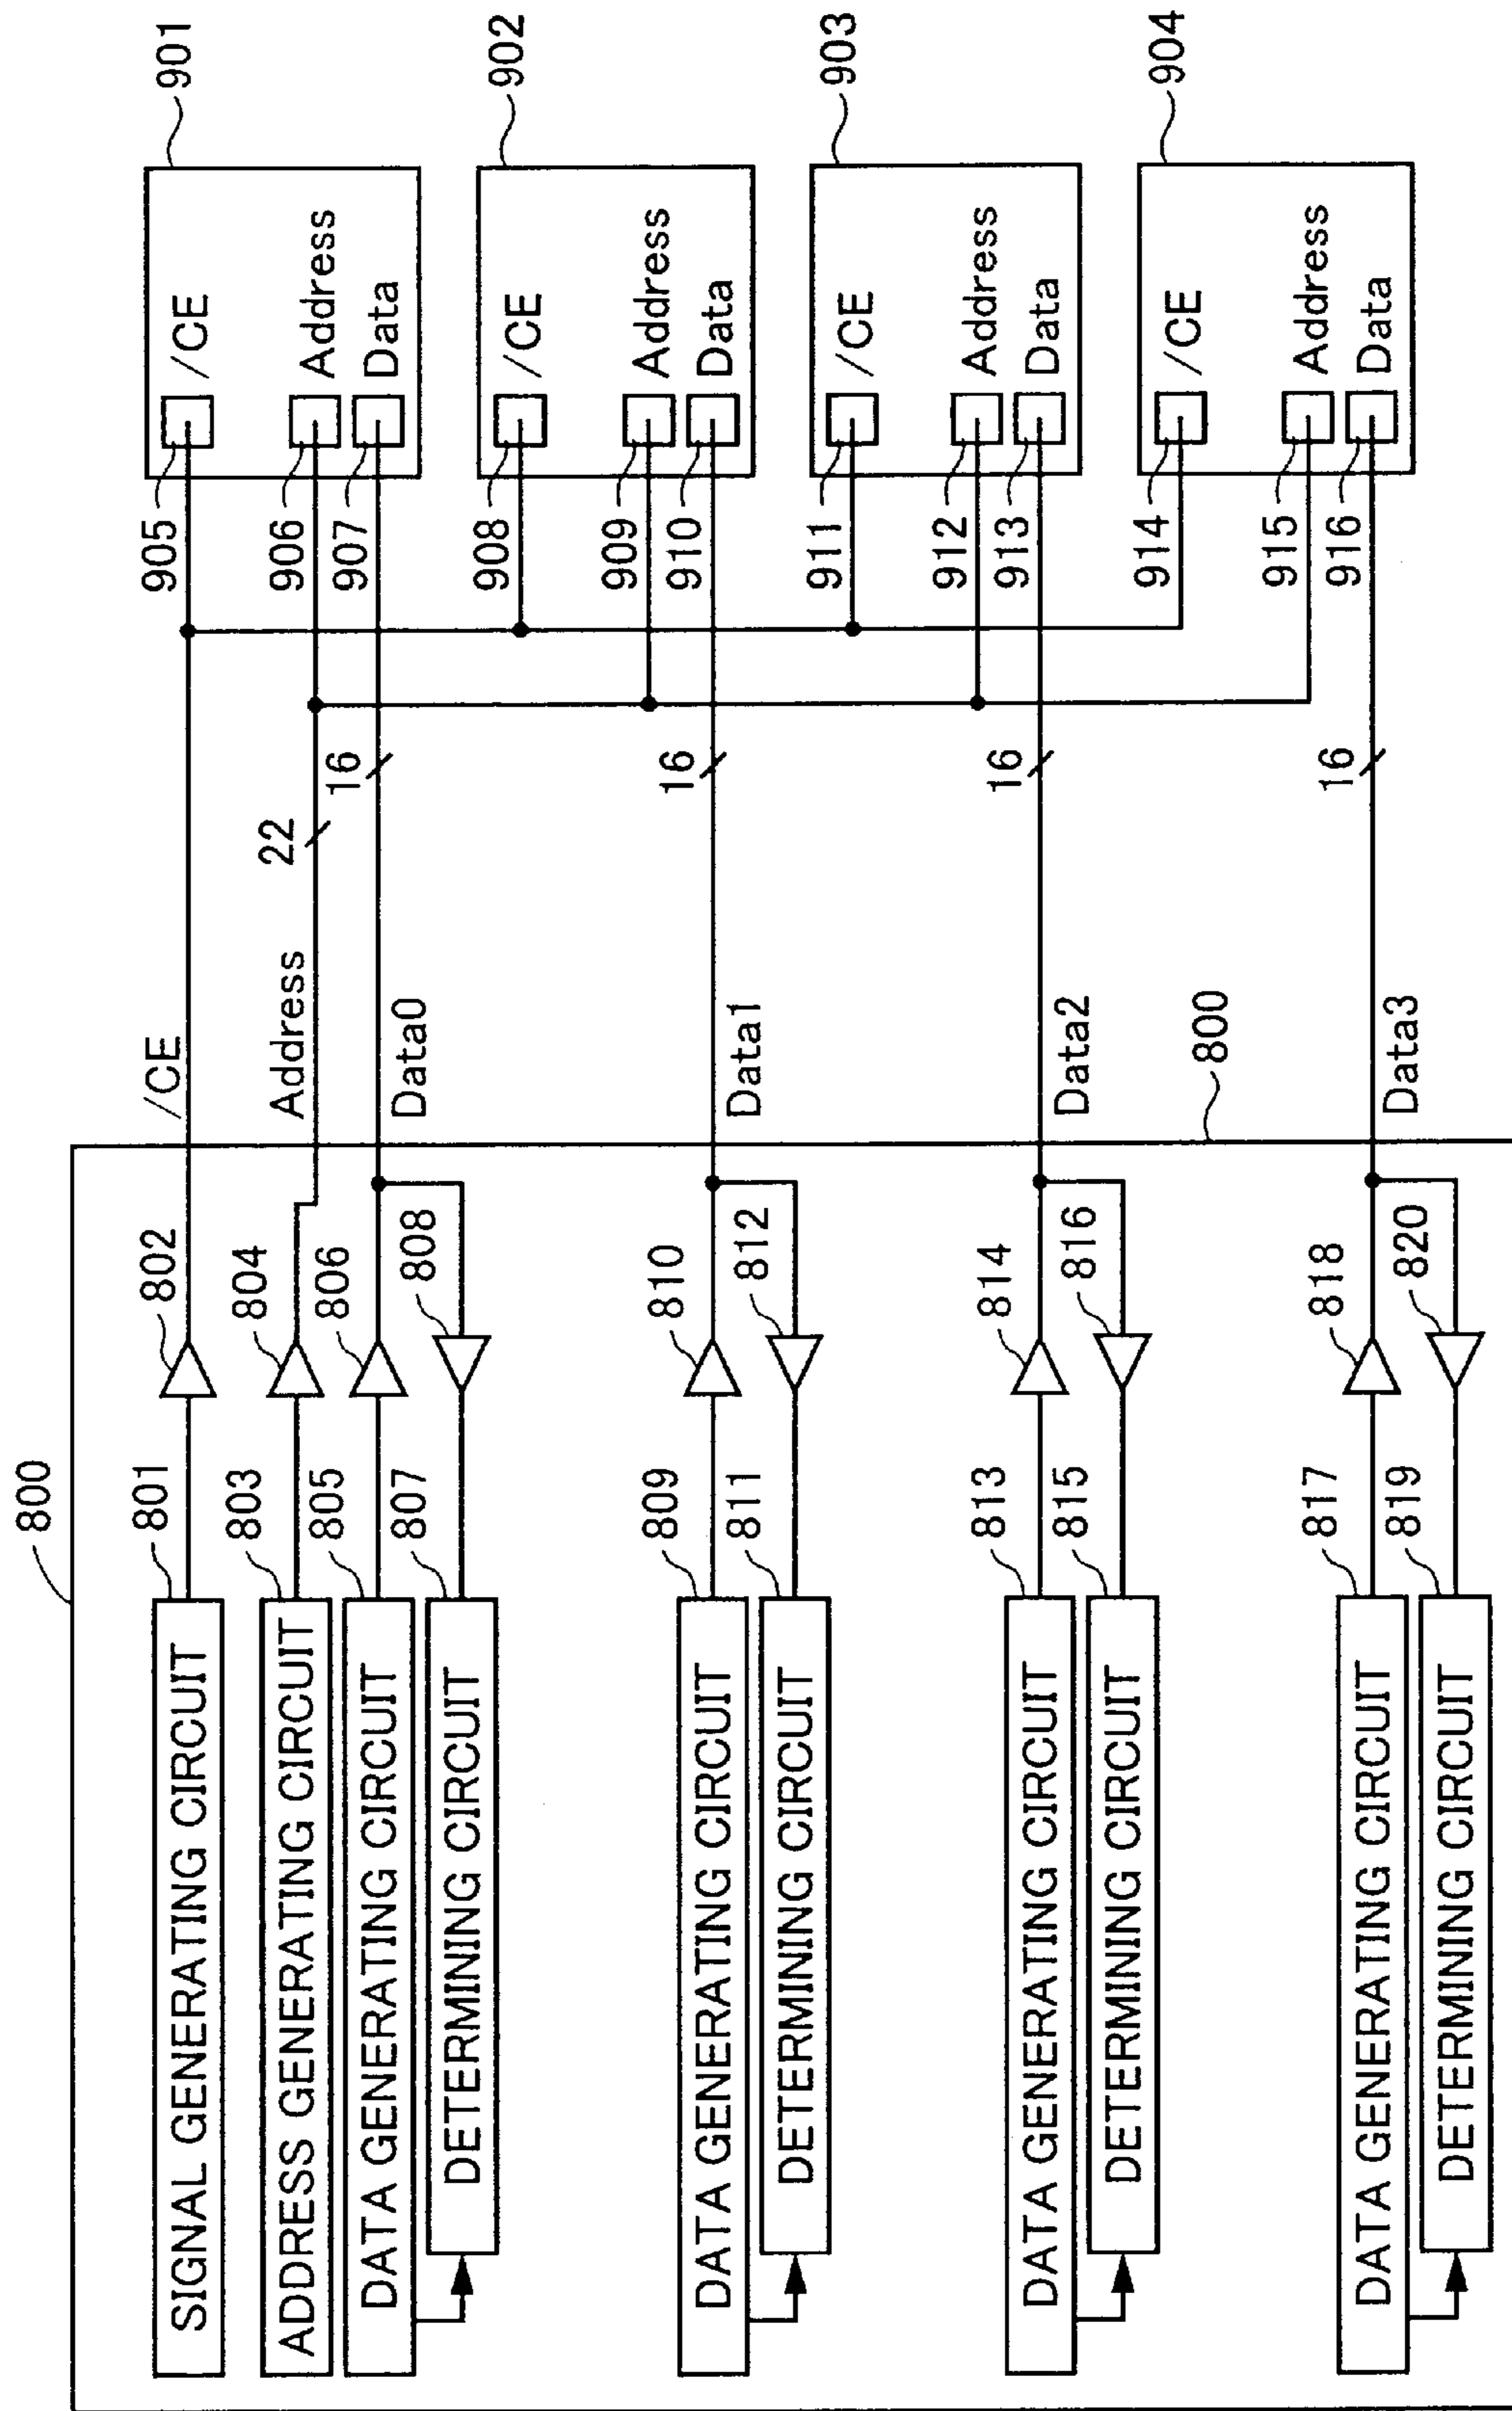 800
SIGNAL GENERATING CIRCUIT
801
802
/CE
ADDRESS GENERATING CIRCUIT
803
804
Address
22
DATA GENERATING CIRCUIT
805
806
Data0
16
DETERMINING CIRCUIT
807
808
905
/CE
906
Address
907
Data
901
DATA GENERATING CIRCUIT
809
810
Data1
16
DETERMINING CIRCUIT
811
812
908
/CE
909
Address
910
Data
902
DATA GENERATING CIRCUIT
813
814
Data2
16
DETERMINING CIRCUIT
815
816
911
/CE
912
Address
913
Data
903
800
DATA GENERATING CIRCUIT
817
818
Data3
16
DETERMINING CIRCUIT
819
820
914
/CE
915
Address
916
Data
904